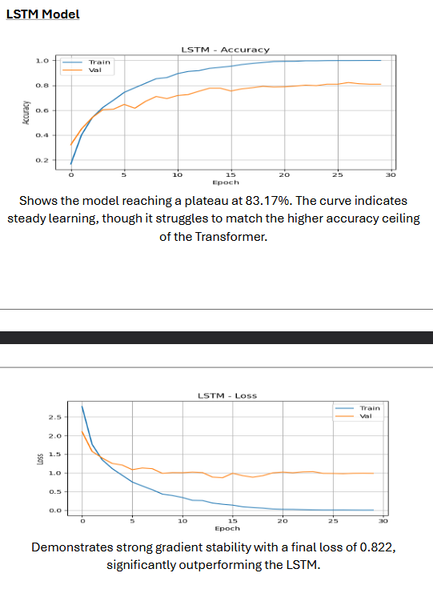 LSTM Model
LSTM - Accuracy
Train
Val
1.0
0.8
0.6
0.4
0.2
Accuracy
0 5 10 15 20 25 30
Epoch
Shows the model reaching a plateau at 83.17%. The curve indicates
steady learning, though it struggles to match the higher accuracy ceiling
of the Transformer.
LSTM - Loss
Train
Val
2.5
2.0
1.5
1.0
0.5
0.0
Loss
0 5 10 15 20 25 30
Epoch
Demonstrates strong gradient stability with a final loss of 0.822,
significantly outperforming the LSTM.